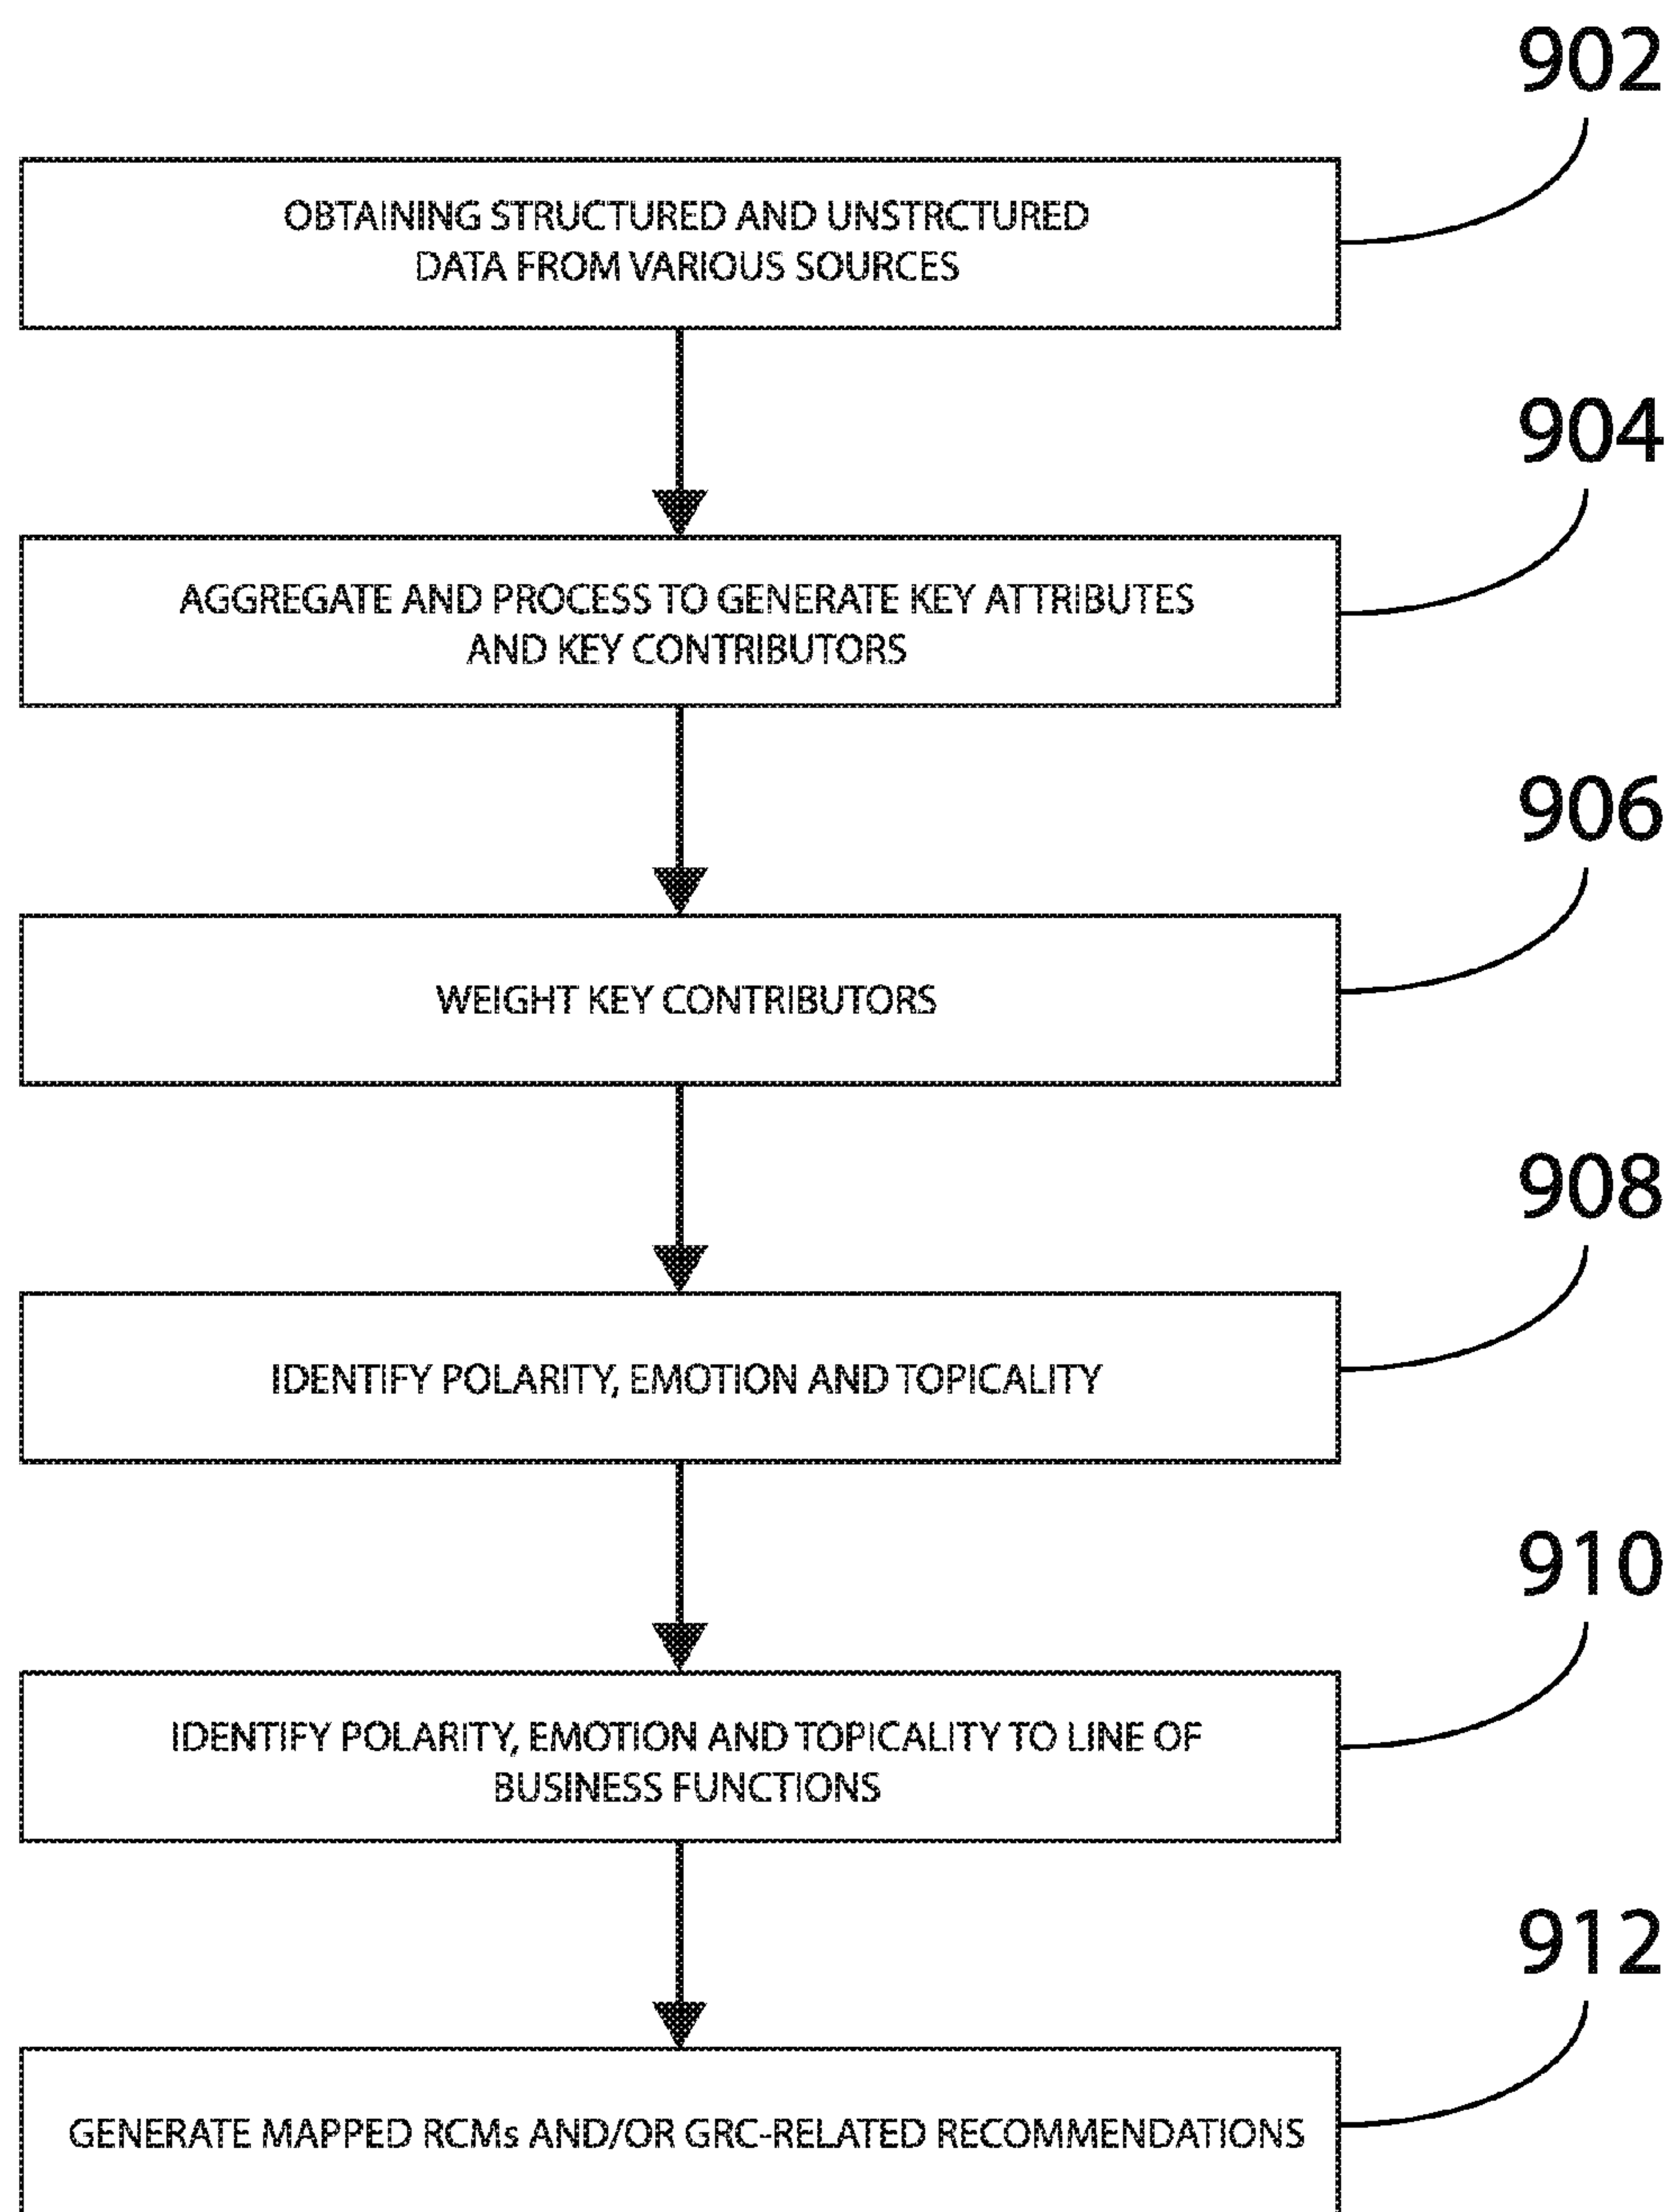 902
OBTAINING STRUCTURED AND UNSTRCTURED
DATA FROM VARIOUS SOURCES
904
AGGREGATE AND PROCESS TO GENERATE KEY ATTRIBUTES
AND KEY CONTRIBUTORS
906
WEIGHT KEY CONTRIBUTORS
908
IDENTIFY POLARITY, EMOTION AND TOPICALITY
910
IDENTIFY POLARITY, EMOTION AND TOPICALITY TO LINE OF
BUSINESS FUNCTIONS
912
GENERATE MAPPED RCMs AND/OR GRC-RELATED RECOMMENDATIONS